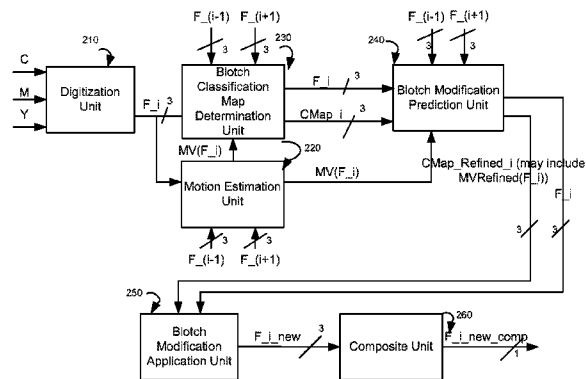 210
F_(i-1)
F_(i+1)
3
3
230
240
F_(i-1)
F_(i+1)
3
3
C
M
Y
Digitization
Unit
F_i
3
Blotch
Classification
Map
Determination
Unit
F_i
3
CMap_i
3
Blotch Modification
Prediction Unit
MV(F_i)
220
Motion Estimation
Unit
MV(F_i)
CMap_Refined_i (may include
MVRefined(F_i))
F_i
3
3
3
3
F_(i-1)
F_(i+1)
250
Blotch
Modification
Application Unit
F_i_new
3
Composite Unit
260
F_i_new_comp
1